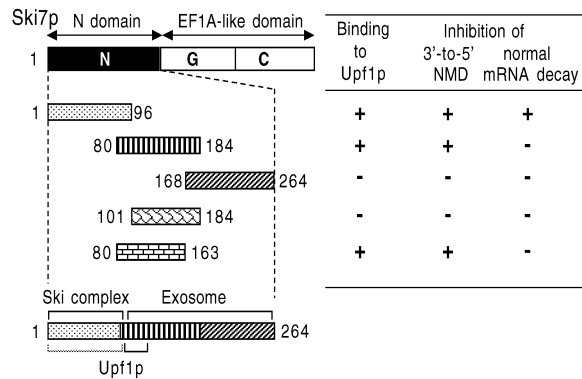 Ski7p N domain EF1A-like domain
1 N G C
Binding to Upf1p
Inhibition of
3'-to-5' NMD
normal mRNA decay
1 96 + + +
80 184 + + -
168 264 - - -
101 184 - - -
80 163 + + -
Ski complex Exosome
1 264
Upf1p